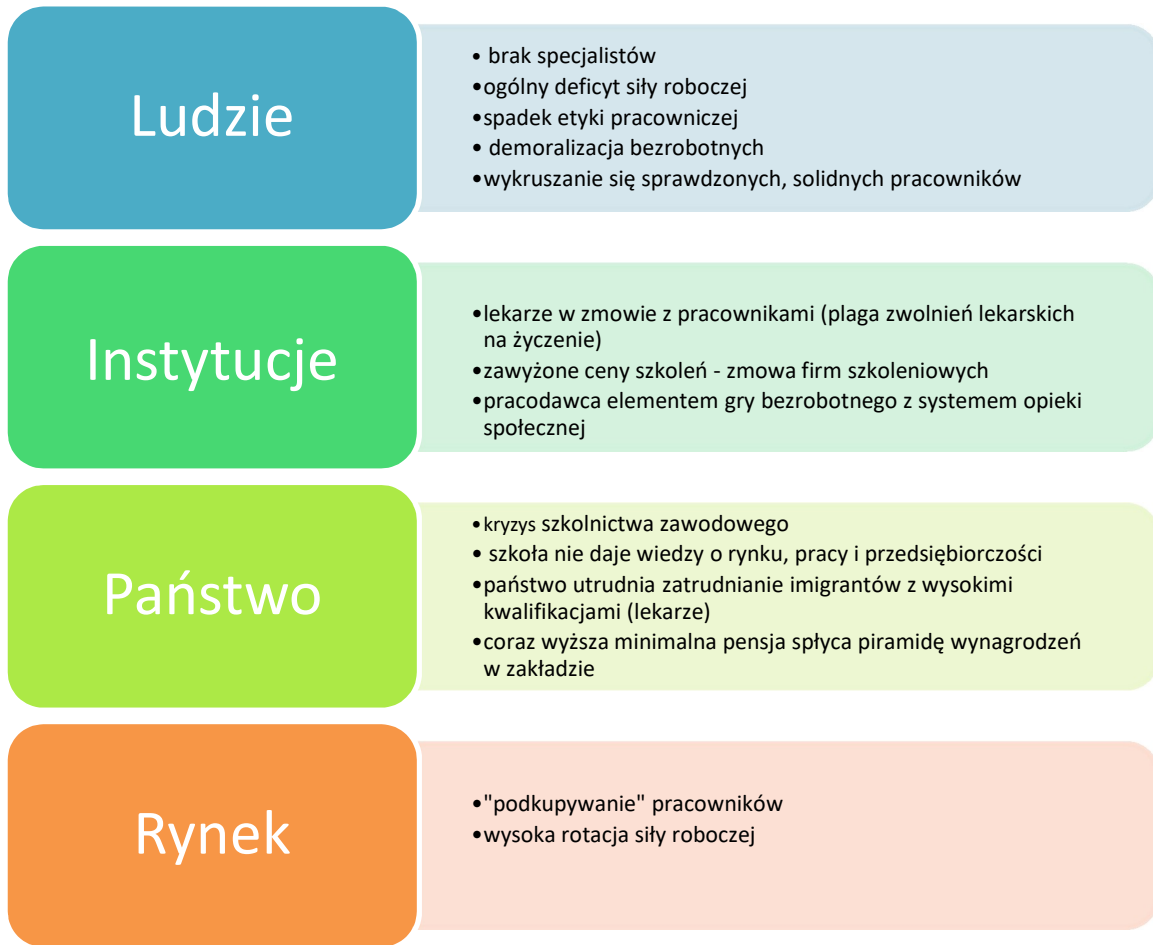 Ludzie
• brak specjalistów
•ogólny deficyt siły roboczej
•spadek etyki pracowniczej
• demoralizacja bezrobotnych
•wykruszanie się sprawdzonych, solidnych pracowników
Instytucje
•lekarze w zmowie z pracownikami (plaga zwolnień lekarskich
na życzenie)
•zawyżone ceny szkoleń - zmowa firm szkoleniowych
•pracodawca elementem gry bezrobotnego z systemem opieki
społecznej
Państwo
•kryzys szkolnictwa zawodowego
• szkoła nie daje wiedzy o rynku, pracy i przedsiębiorczości
•państwo utrudnia zatrudnianie imigrantów z wysokimi
kwalifikacjami (lekarze)
•coraz wyższa minimalna pensja spłyca piramidę wynagrodzeń
w zakładzie
Rynek
•"podkupywanie" pracowników
•wysoka rotacja siły roboczej